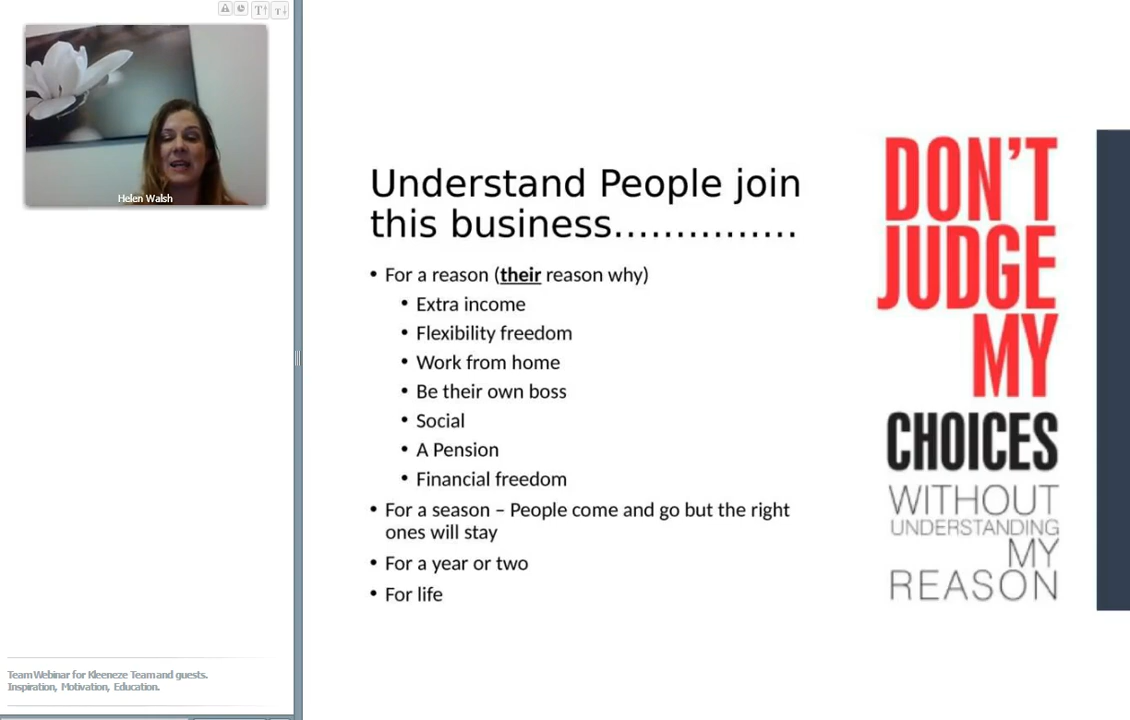 T↑ T↓
Helen Walsh
Team Webinar for Kleeneze Team and guests.
Inspiration, Motivation, Education.
Understand People join
this business...............
• For a reason (their reason why)
• Extra income
• Flexibility freedom
• Work from home
• Be their own boss
• Social
• A Pension
• Financial freedom
• For a season – People come and go but the right
ones will stay
• For a year or two
• For life
DON'T
JUDGE
MY
CHOICES
WITHOUT
UNDERSTANDING
MY
REASON